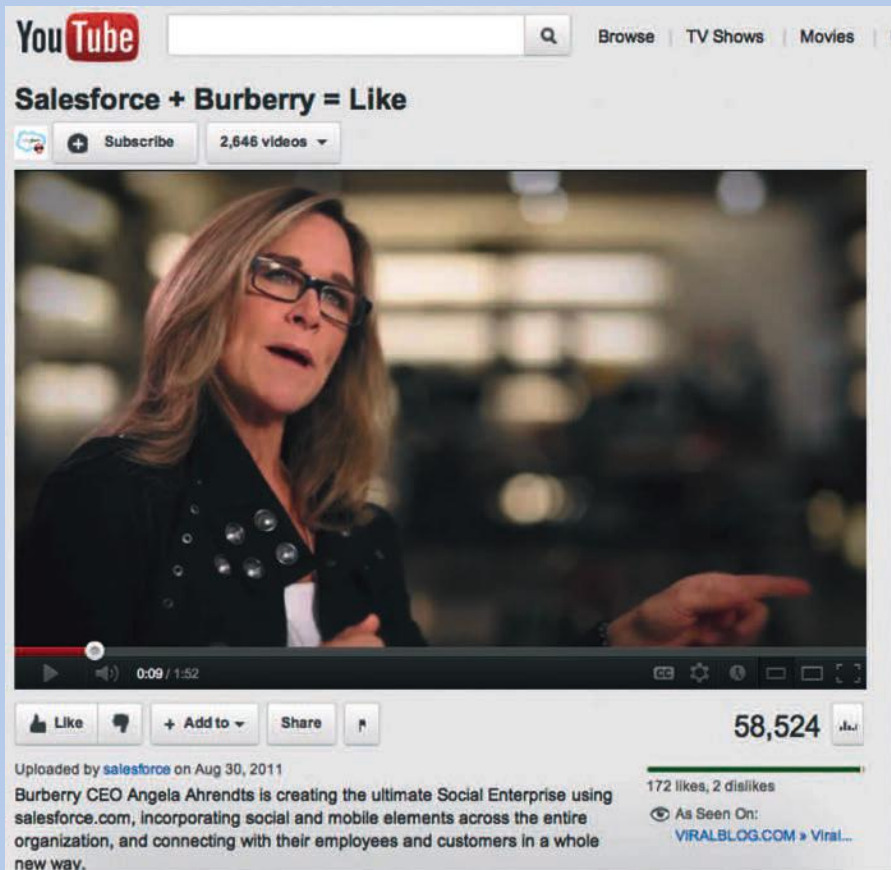 YouTube
Browse | TV Shows | Movies |
Salesforce + Burberry = Like
Subscribe 2,646 videos
0:09 / 1:52 CC
Like + Add to Share 58,524
Uploaded by salesforce on Aug 30, 2011
Burberry CEO Angela Ahrendts is creating the ultimate Social Enterprise using
salesforce.com, incorporating social and mobile elements across the entire
organization, and connecting with their employees and customers in a whole
new way.
172 likes, 2 dislikes
As Seen On:
VIRALBLOG.COM » Viral...